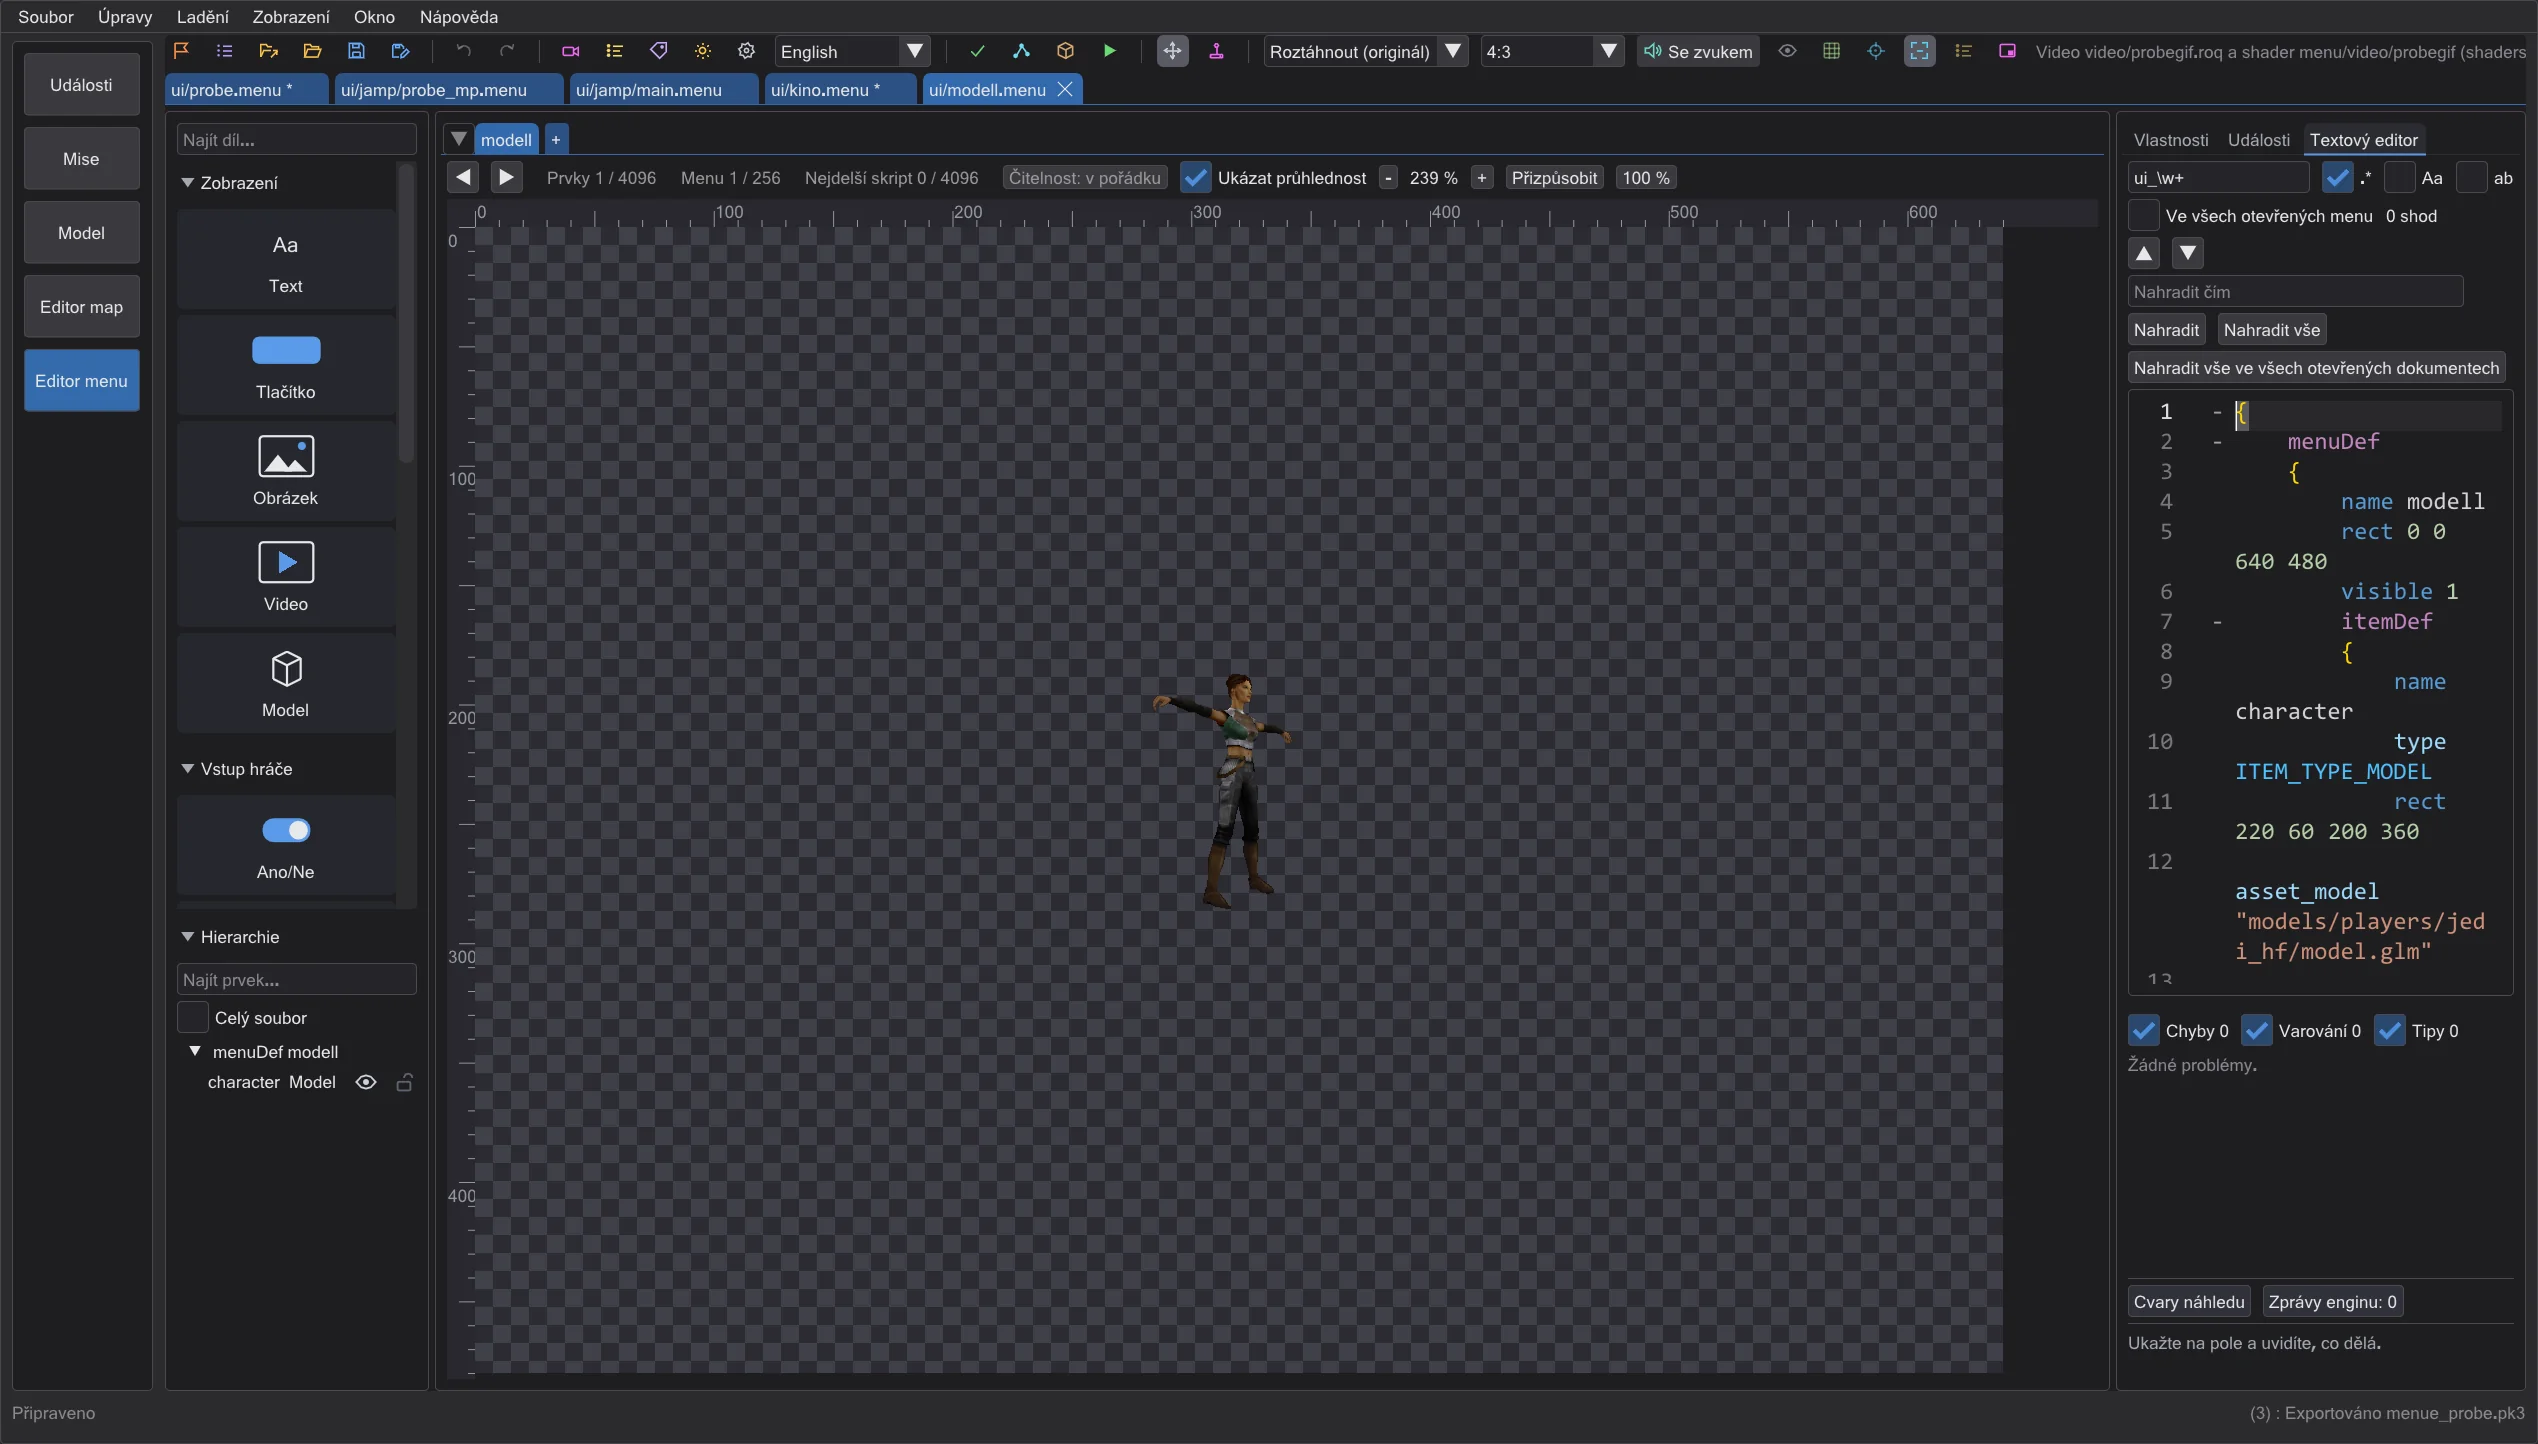 Soubor Úpravy Ladění Zobrazení Okno Nápověda
English
Roztáhnout (originál)
4:3
Se zvukem
Video video/probegif.roq a shader menu/video/probegif (shaders
ui/probe.menu *
ui/jamp/probe_mp.menu
ui/jamp/main.menu
ui/kino.menu *
ui/modell.menu
Události
Mise
Model
Editor map
Editor menu
Najít díl...
Zobrazení
Aa
Text
Tlačítko
Obrázek
Video
Model
Vstup hráče
Ano/Ne
Hierarchie
Najít prvek...
Celý soubor
menuDef modell
character Model
modell
+
Prvky 1 / 4096
Menu 1 / 256
Nejdelší skript 0 / 4096
Čitelnost: v pořádku
Ukázat průhlednost
-
239 %
+
Přizpůsobit
100 %
0 100 200 300 400 500 600
0
100
200
300
400
Vlastnosti Události Textový editor
ui_\w+
.*
Aa
ab
Ve všech otevřených menu 0 shod
Nahradit čím
Nahradit
Nahradit vše
Nahradit vše ve všech otevřených dokumentech
1 - {
2 - menuDef
3 {
4 name modell
5 rect 0 0
640 480
6 visible 1
7 - itemDef
8 {
9 name
character
10 type
ITEM_TYPE_MODEL
11 rect
220 60 200 360
12
asset_model
"models/players/jed
i_hf/model.glm"
13
Chyby 0
Varování 0
Tipy 0
Žádné problémy.
Cvary náhledu
Zprávy enginu: 0
Ukažte na pole a uvidíte, co dělá.
Připraveno
(3) : Exportováno menue_probe.pk3